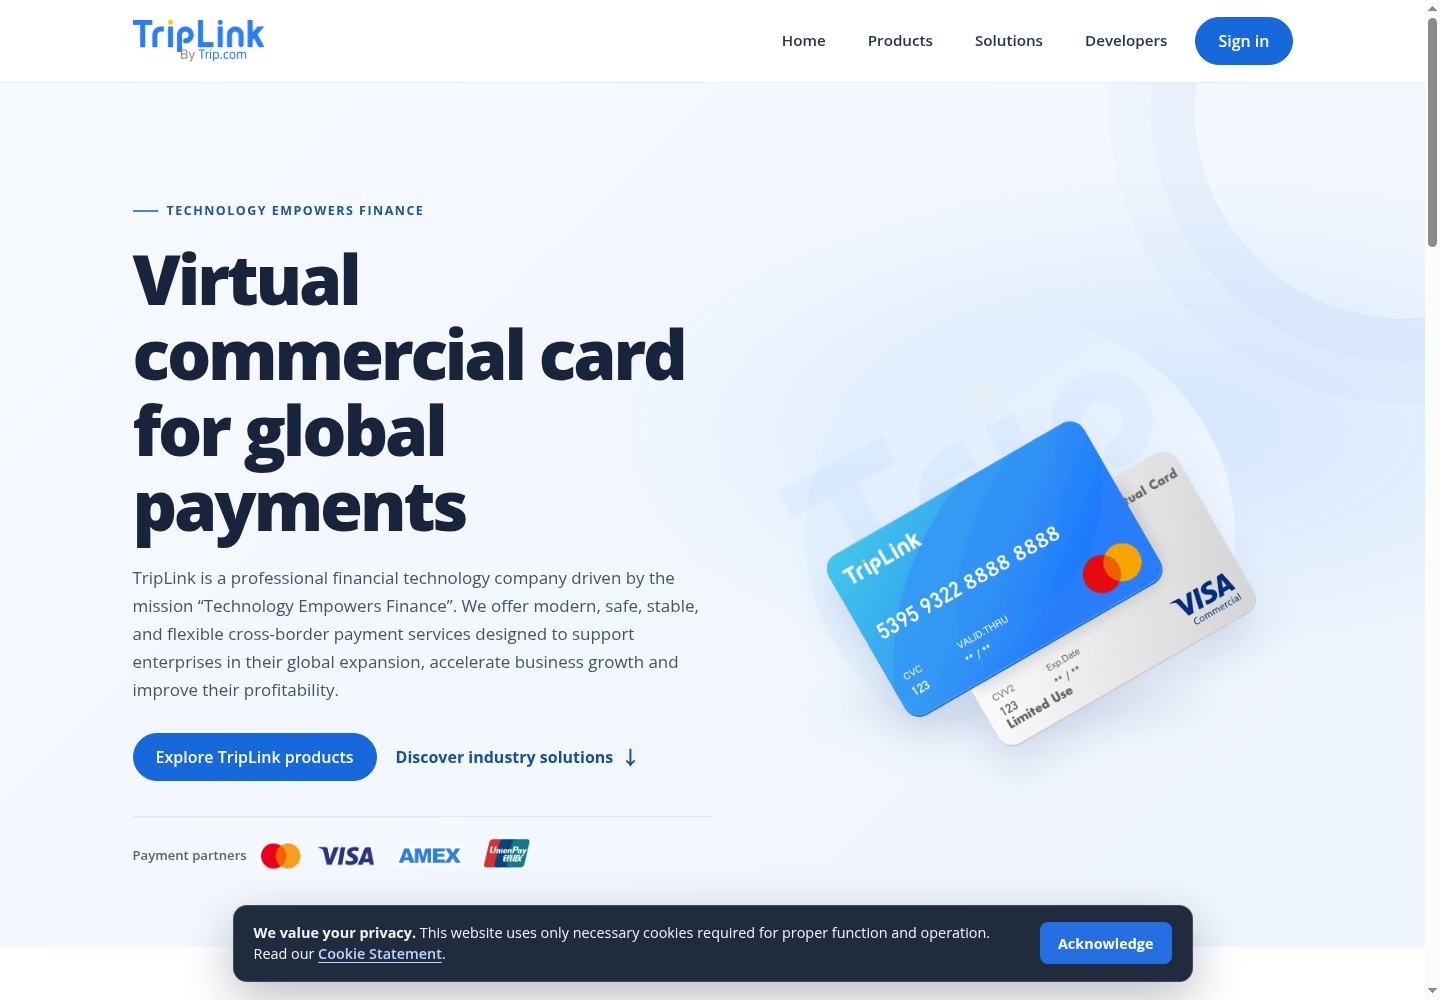 TripLink
By Trip.com
Home
Products
Solutions
Developers
Sign in
TECHNOLOGY EMPOWERS FINANCE
Virtual
commercial card
for global
payments
TripLink is a professional financial technology company driven by the
mission “Technology Empowers Finance”. We offer modern, safe, stable,
and flexible cross-border payment services designed to support
enterprises in their global expansion, accelerate business growth and
improve their profitability.
Explore TripLink products
Discover industry solutions ↓
Payment partners
VISA
AMEX
UnionPay
银联
Trip
TripLink
5395 9322 8888 8888
VALID.THRU
** / **
CVC
123
Card
VISA
Commercial
Exp.Date
** / **
CVV2
123
Limited Use
We value your privacy. This website uses only necessary cookies required for proper function and operation.
Read our Cookie Statement.
Acknowledge